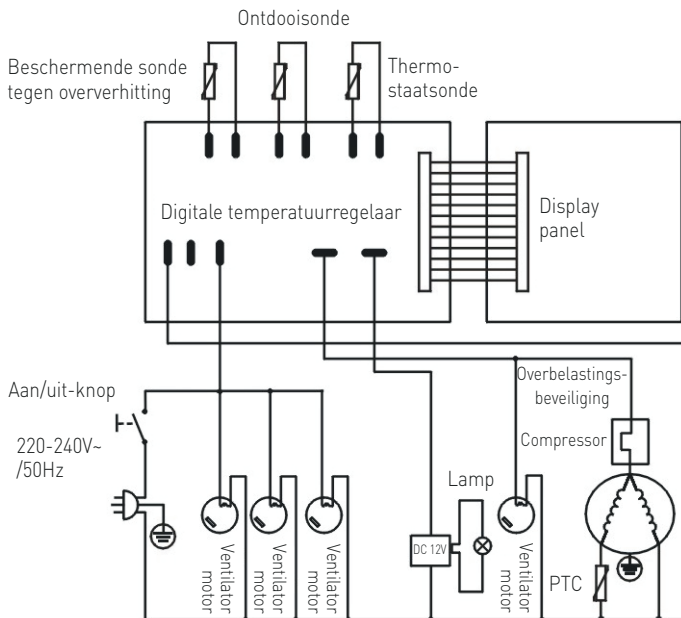 Ontdooisonde
Beschermende sonde
tegen oververhitting
Thermo-
staatsonde
Digitale temperatuurregelaar
Display
panel
Aan/uit-knop
220-240V~
/50Hz
Overbelastings-
beveiliging
Compressor
Lamp
DC 12V
PTC
Ventilator
motor
Ventilator
motor
Ventilator
motor
Ventilator
motor